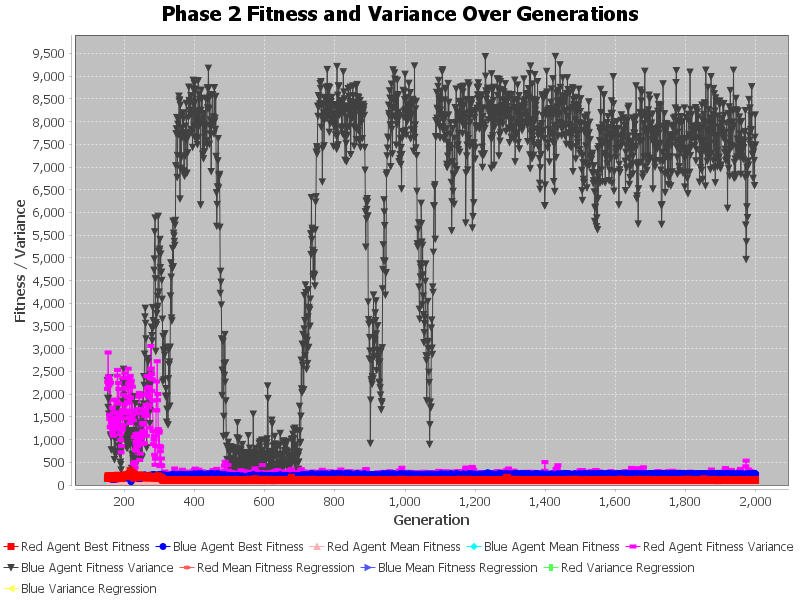 Phase 2 Fitness and Variance Over Generations
Fitness / Variance
9,500
9,000
8,500
8,000
7,500
7,000
6,500
6,000
5,500
5,000
4,500
4,000
3,500
3,000
2,500
2,000
1,500
1,000
500
0
200 400 600 800 1,000 1,200 1,400 1,600 1,800 2,000
Generation
Red Agent Best Fitness Blue Agent Best Fitness Red Agent Mean Fitness Blue Agent Mean Fitness Red Agent Fitness Variance
Blue Agent Fitness Variance Red Mean Fitness Regression Blue Mean Fitness Regression Red Variance Regression
Blue Variance Regression